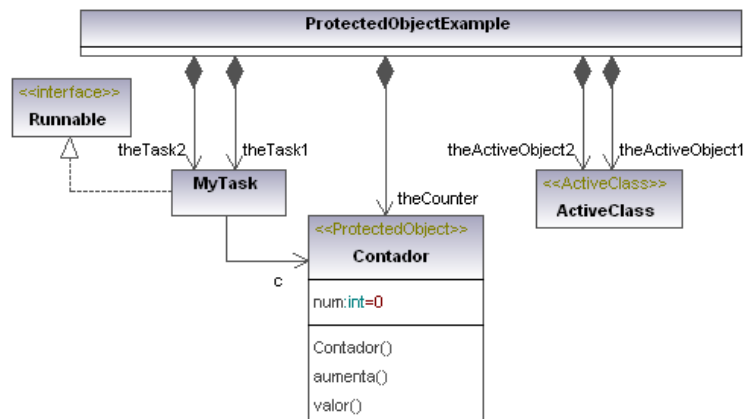 ProtectedObjectExample
<<interface>>
Runnable
theTask2
theTask1
theActiveObject2
theActiveObject1
MyTask
<<ActiveClass>>
ActiveClass
theCounter
<<ProtectedObject>>
Contador
c
num:int=0
Contador()
aumenta()
valor()